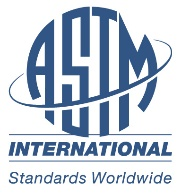 ASTM
INTERNATIONAL
Standards Worldwide